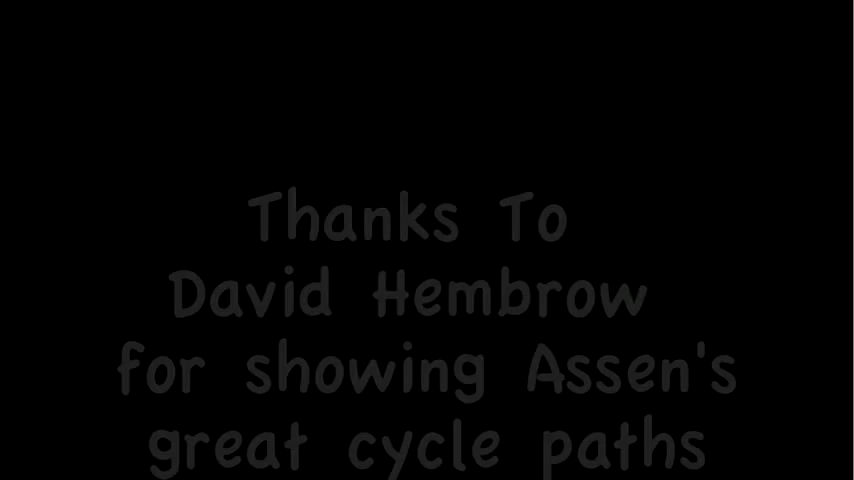 Thanks To
David Hembrow
for showing Assen's
great cycle paths